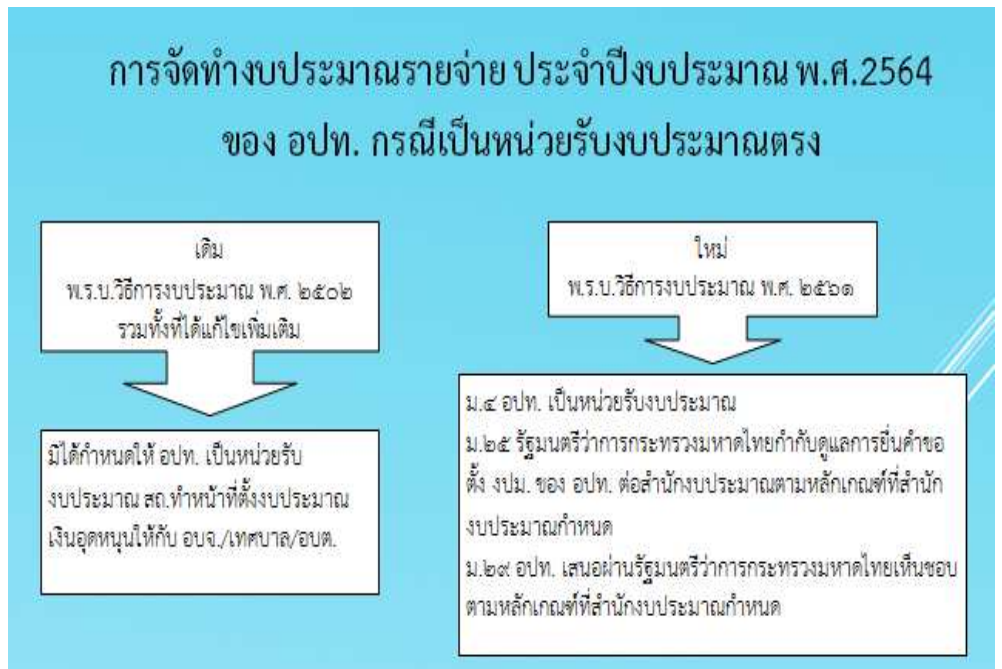 การจัดทำงบประมาณรายจ่าย ประจำปีงบประมาณ พ.ศ.2564
ของ อปท. กรณีเป็นหน่วยรับงบประมาณตรง
เดิม
พ.ร.บ.วิธีการงบประมาณ พ.ศ. ๒๕๐๒
รวมทั้งที่ได้แก้ไขเพิ่มเติม
มิได้กำหนดให้ อปท. เป็นหน่วยรับ
งบประมาณ สถ.ทำหน้าที่ตั้งงบประมาณ
เงินอุดหนุนให้กับ อบจ./เทศบาล/อบต.
ใหม่
พ.ร.บ.วิธีการงบประมาณ พ.ศ. ๒๕๖๑
ม.๔ อปท. เป็นหน่วยรับงบประมาณ
ม.๒๕ รัฐมนตรีว่าการกระทรวงมหาดไทยกำกับดูแลการยื่นคำขอ
ตั้ง งปม. ของ อปท. ต่อสำนักงบประมาณตามหลักเกณฑ์ที่สำนัก
งบประมาณกำหนด
ม.๒๙ อปท. เสนอผ่านรัฐมนตรีว่าการกระทรวงมหาดไทยเห็นชอบ
ตามหลักเกณฑ์ที่สำนักงบประมาณกำหนด